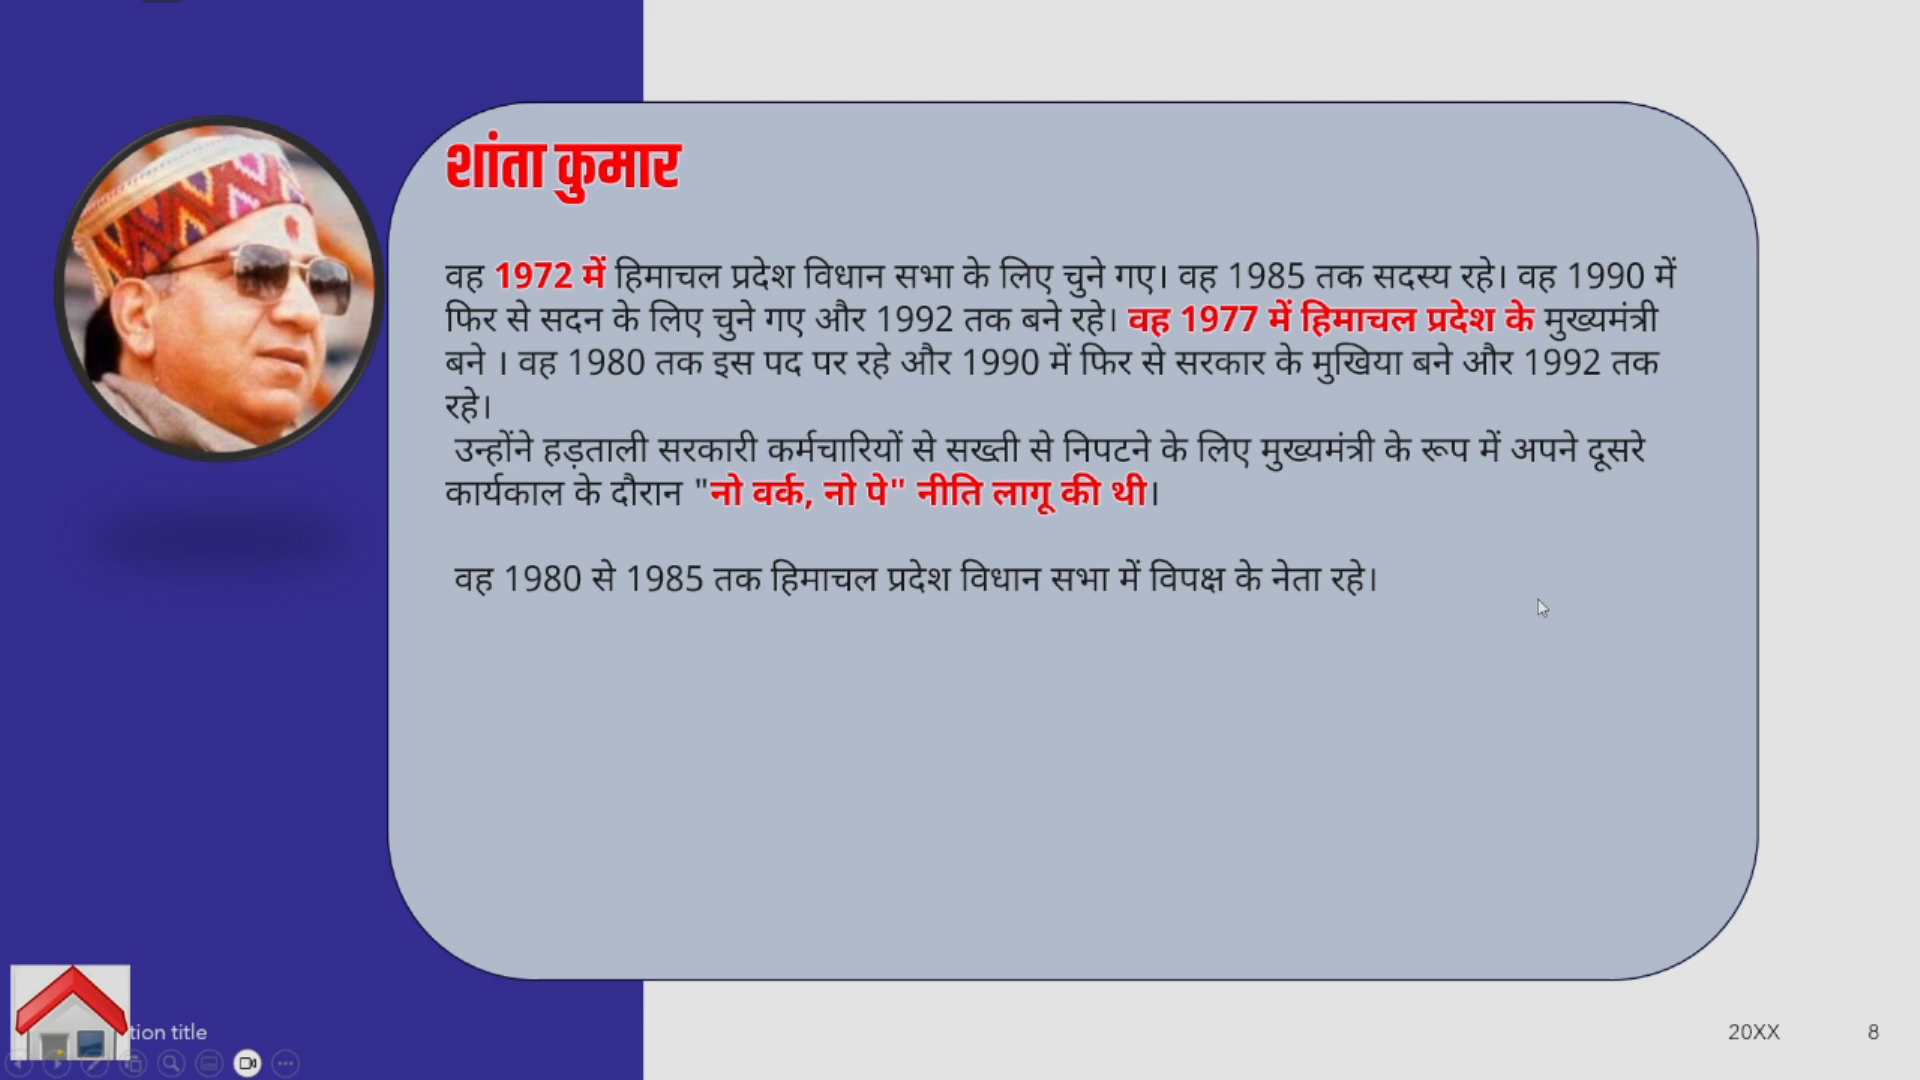 शांता कुमार
वह 1972 में हिमाचल प्रदेश विधान सभा के लिए चुने गए। वह 1985 तक सदस्य रहे। वह 1990 में
फिर से सदन के लिए चुने गए और 1992 तक बने रहे। वह 1977 में हिमाचल प्रदेश के मुख्यमंत्री
बने । वह 1980 तक इस पद पर रहे और 1990 में फिर से सरकार के मुखिया बने और 1992 तक
रहे।
उन्होंने हड़ताली सरकारी कर्मचारियों से सख्ती से निपटने के लिए मुख्यमंत्री के रूप में अपने दूसरे
कार्यकाल के दौरान "नो वर्क, नो पे" नीति लागू की थी।
वह 1980 से 1985 तक हिमाचल प्रदेश विधान सभा में विपक्ष के नेता रहे।
tion title
20XX
8